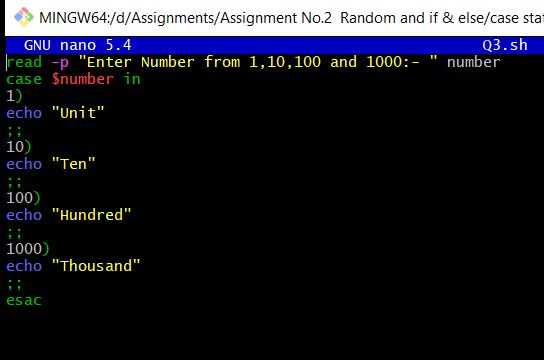 MINGW64:/d/Assignments/Assignment No.2 Random and if & else/case sta
GNU nano 5.4 Q3.sh
read -p "Enter Number from 1,10,100 and 1000:- " number
case $number in
1)
echo "Unit"
;;
10)
echo "Ten"
;;
100)
echo "Hundred"
;;
1000)
echo "Thousand"
;;
esac